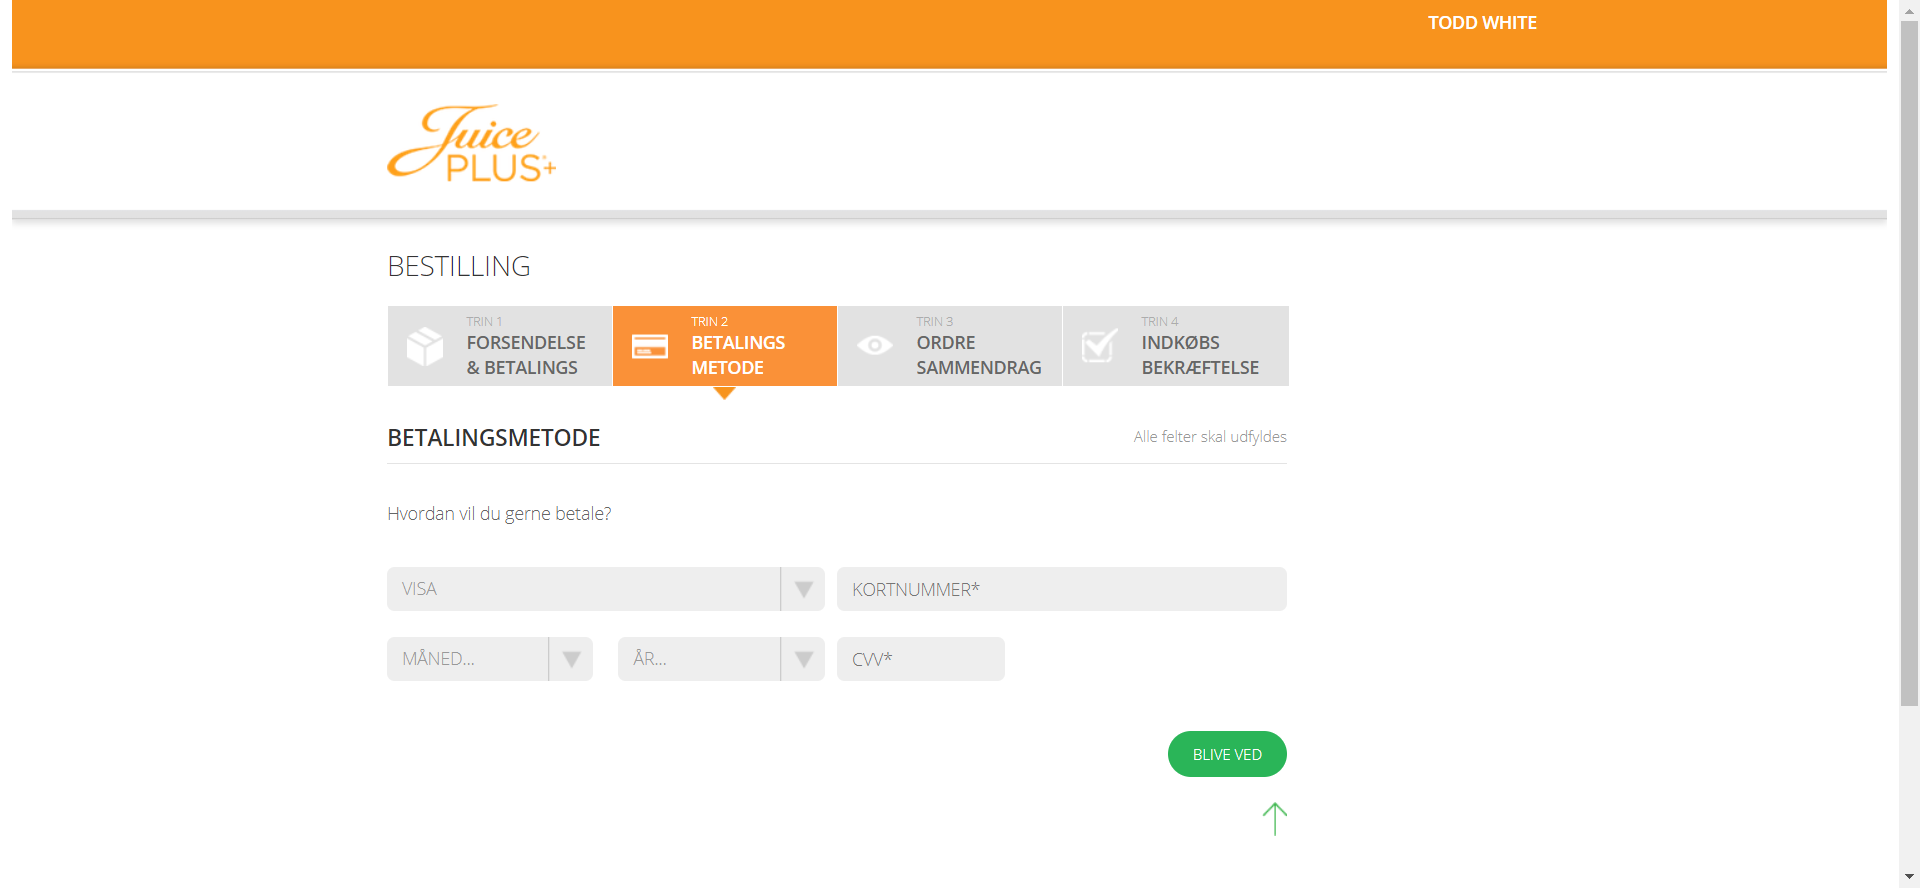 TODD WHITE
Juice
PLUS+
BESTILLING
TRIN 1
FORSENDELSE
& BETALINGS
TRIN 2
BETALINGS
METODE
TRIN 3
ORDRE
SAMMENDRAG
TRIN 4
INDKØBS
BEKRÆFTELSE
BETALINGSMETODE
Alle felter skal udfyldes
Hvordan vil du gerne betale?
VISA
KORTNUMMER*
MÅNED...
ÅR...
CVV*
BLIVE VED